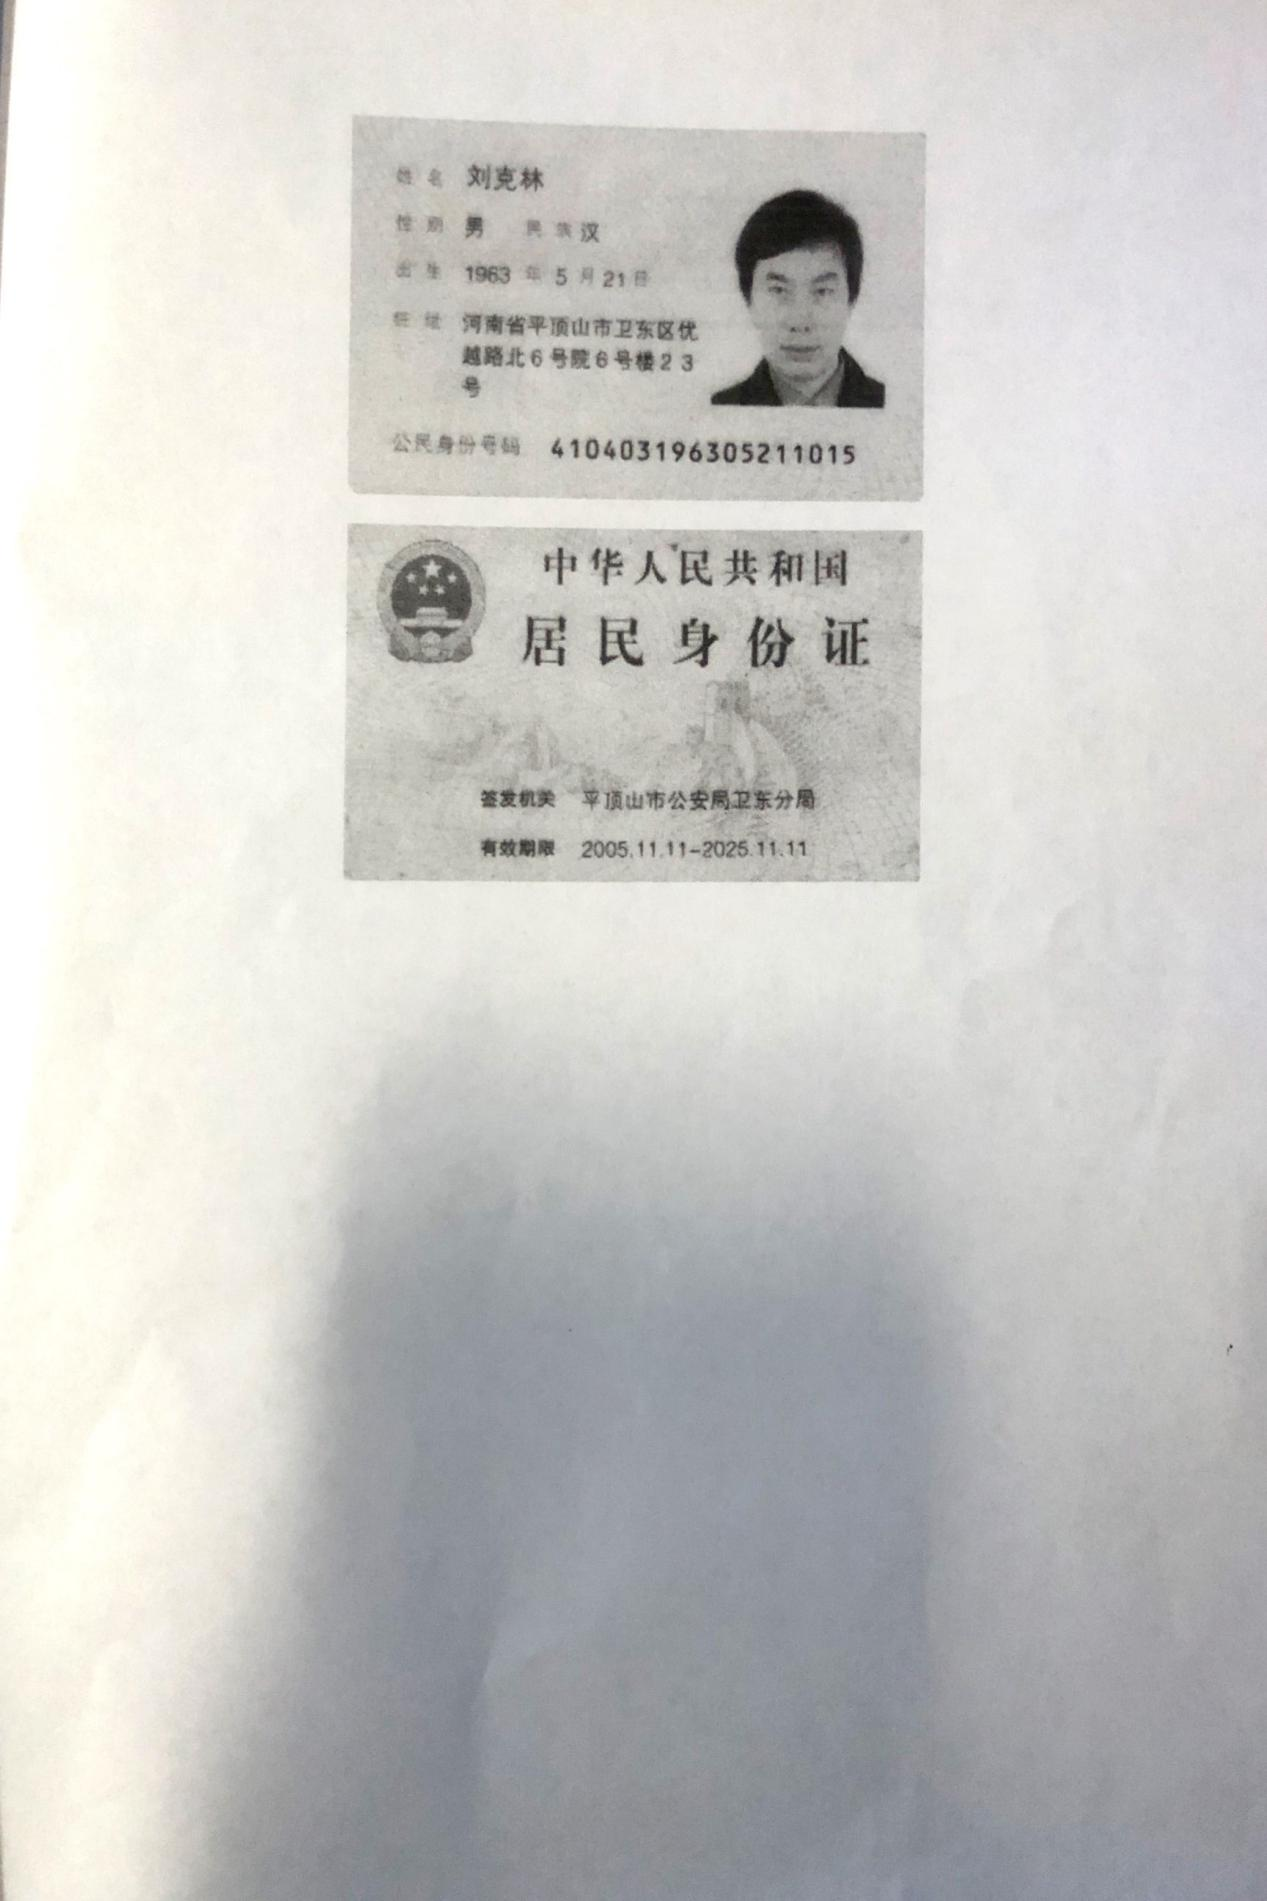 姓名 刘克林
性别 男 民族 汉
出生 1963 年 5 月 21 日
住址 河南省平顶山市卫东区优
越路北6号院6号楼23
号
公民身份号码 410403196305211015
中华人民共和国
居民身份证
签发机关 平顶山市公安局卫东分局
有效期限 2005.11.11-2025.11.11